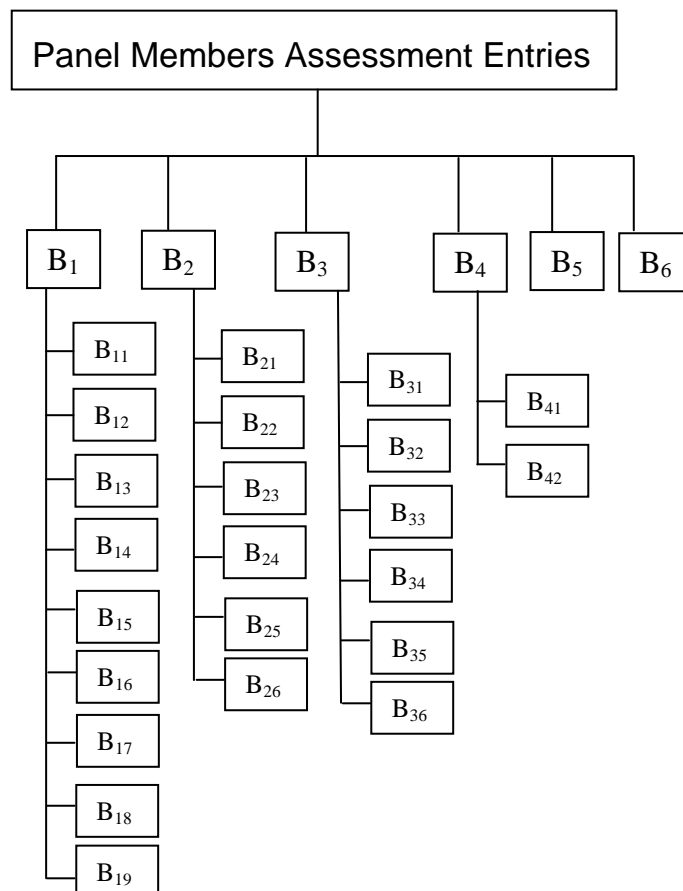 Panel Members Assessment Entries
B₁ B₂ B₃ B₄ B₅ B₆
B₁₁
B₁₂
B₁₃
B₁₄
B₁₅
B₁₆
B₁₇
B₁₈
B₁₉
B₂₁
B₂₂
B₂₃
B₂₄
B₂₅
B₂₆
B₃₁
B₃₂
B₃₃
B₃₄
B₃₅
B₃₆
B₄₁
B₄₂